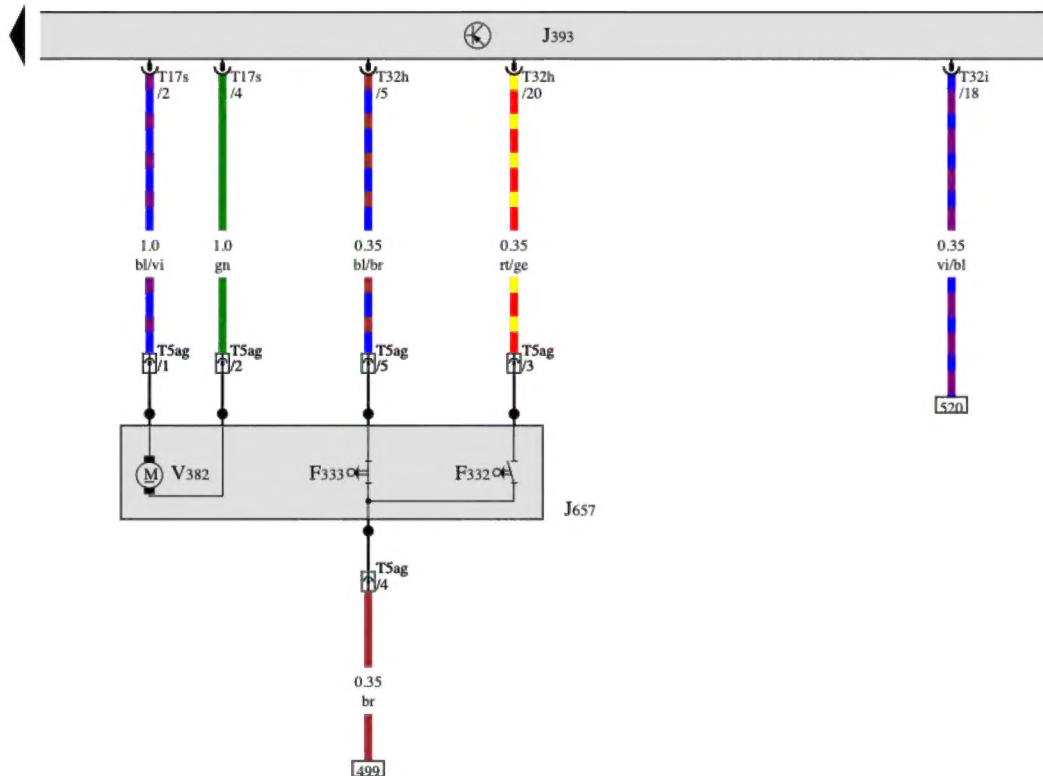 J393
T17s
/2
T17s
/4
T32h
/5
T32h
/20
T32i
/18
1.0
bl/vi
1.0
gn
0.35
bl/br
0.35
rt/ge
0.35
vi/bl
T5ag
/1
T5ag
/2
T5ag
/5
T5ag
/3
520
M
V382
F333
F332
J657
T5ag
/4
0.35
br
499